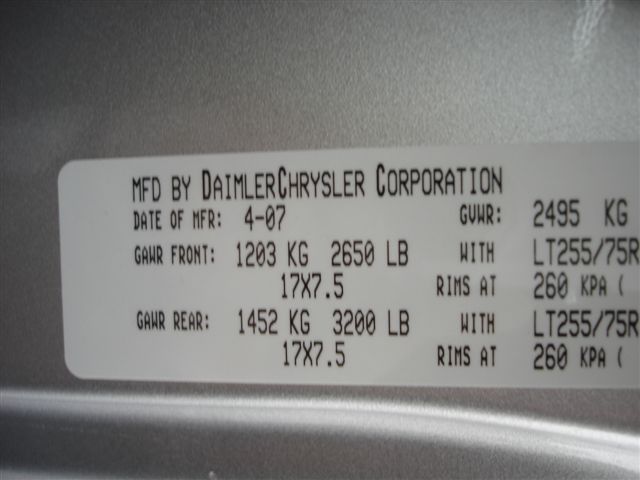 MFD BY DAIMLERCHRYSLER CORPORATION
DATE OF MFR: 4-07 GVWR: 2495 KG
GAWR FRONT: 1203 KG 2650 LB WITH LT255/75R
17X7.5 RIMS AT 260 KPA (
GAWR REAR: 1452 KG 3200 LB WITH LT255/75R
17X7.5 RIMS AT 260 KPA (